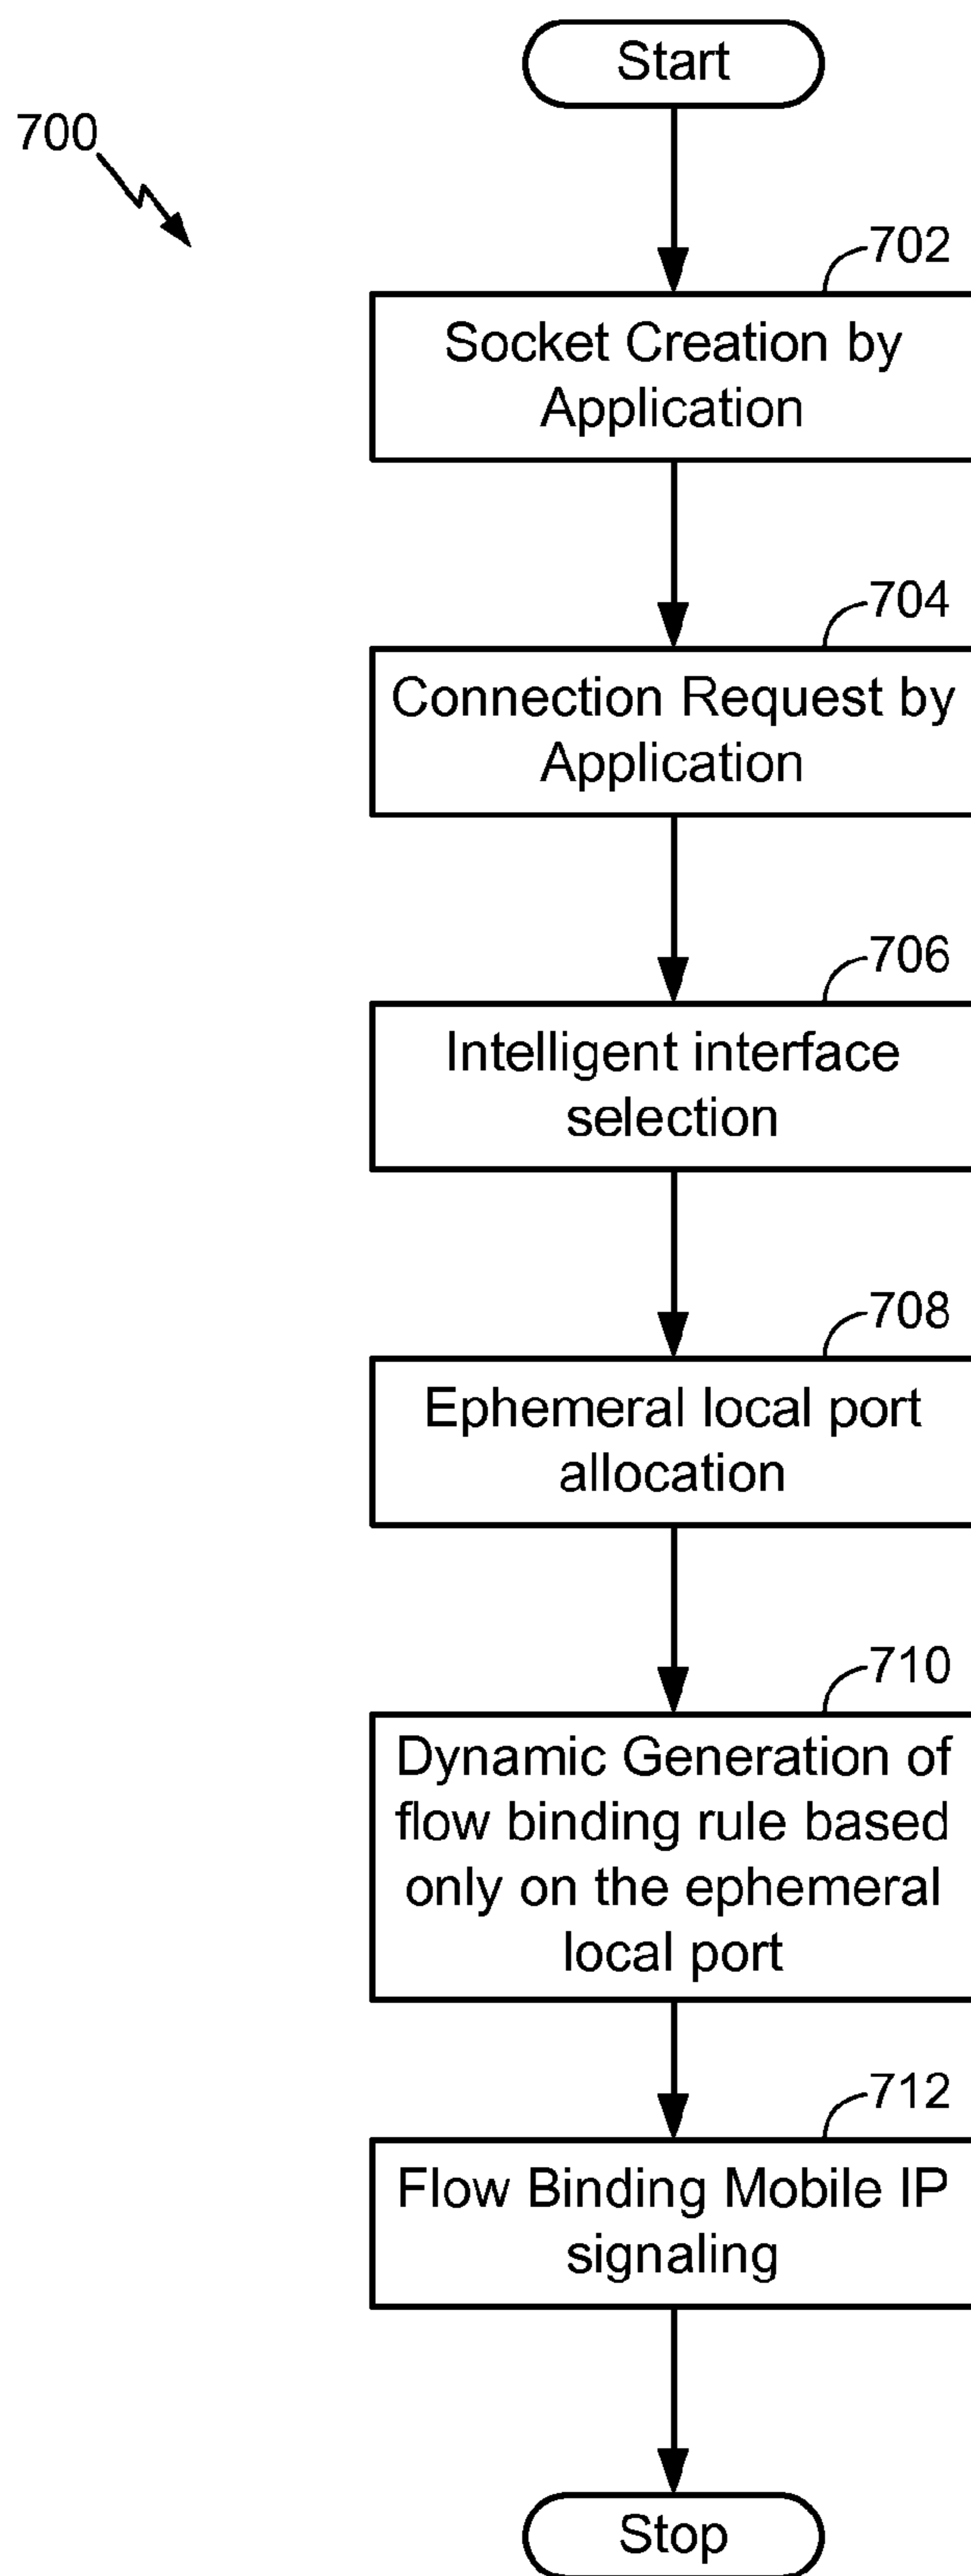 Start
700
702
Socket Creation by
Application
704
Connection Request by
Application
706
Intelligent interface
selection
708
Ephemeral local port
allocation
710
Dynamic Generation of
flow binding rule based
only on the ephemeral
local port
712
Flow Binding Mobile IP
signaling
Stop